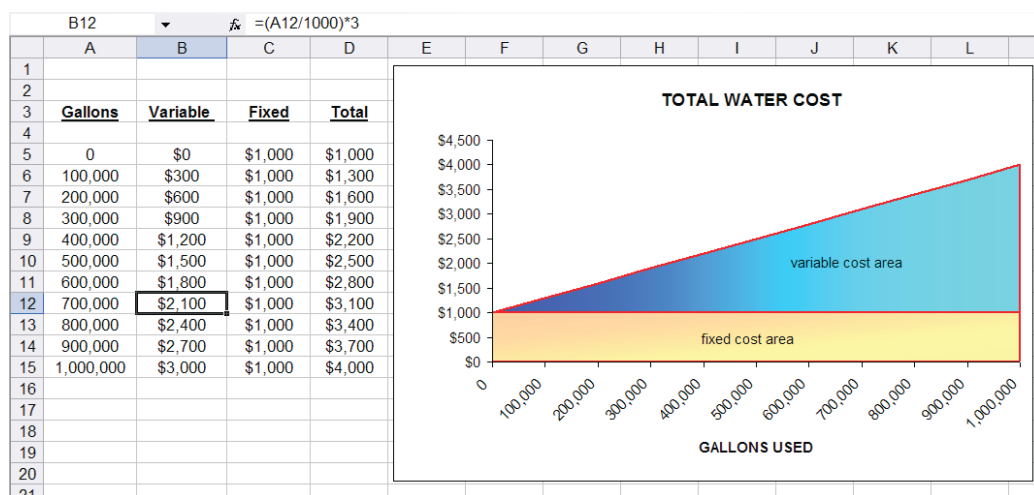 B12 fx =(A12/1000)*3
A B C D E F G H I J K L
1
2
3 Gallons Variable Fixed Total
4
5 0 $0 $1,000 $1,000
6 100,000 $300 $1,000 $1,300
7 200,000 $600 $1,000 $1,600
8 300,000 $900 $1,000 $1,900
9 400,000 $1,200 $1,000 $2,200
10 500,000 $1,500 $1,000 $2,500
11 600,000 $1,800 $1,000 $2,800
12 700,000 $2,100 $1,000 $3,100
13 800,000 $2,400 $1,000 $3,400
14 900,000 $2,700 $1,000 $3,700
15 1,000,000 $3,000 $1,000 $4,000
16
17
18
19
20
21
TOTAL WATER COST
$4,500
$4,000
$3,500
$3,000
$2,500
$2,000
$1,500
$1,000
$500
$0
variable cost area
fixed cost area
0 100,000 200,000 300,000 400,000 500,000 600,000 700,000 800,000 900,000 1,000,000
GALLONS USED